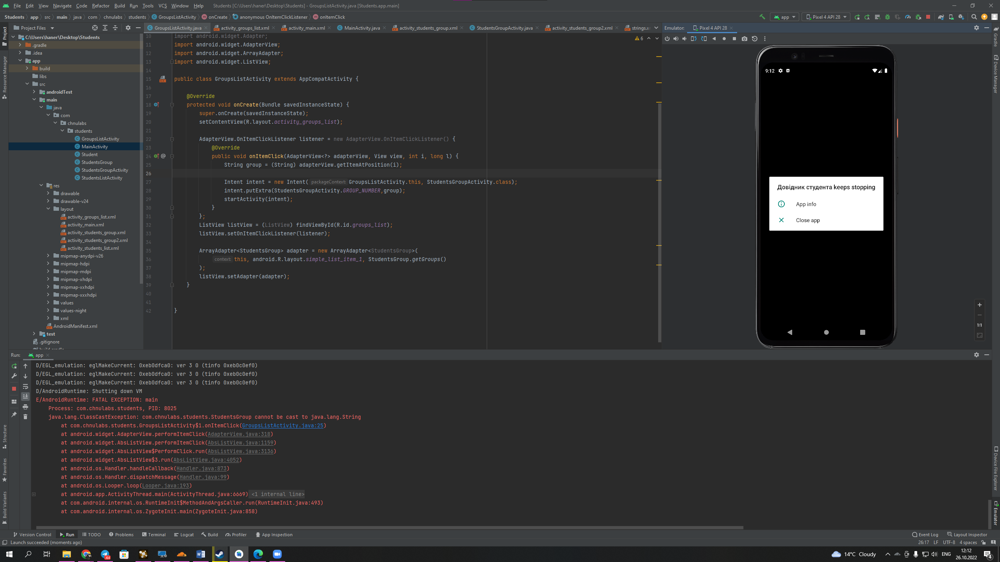 File Edit View Navigate Code Refactor Build Run Tools VCS Window Help Students [C:\Users\haner\Desktop\Students] - GroupsListActivity.java [Students.app.main]
Students app src main java com chnulabs students GroupsListActivity onCreate anonymous OnItemClickListener onItemClick app Pixel 4 API 28
Project Files
GroupsListActivity.java activity_groups_list.xml activity_main.xml MainActivity.java activity_students_group.xml StudentsGroupActivity.java activity_students_group2.xml strings.x
Emulator: Pixel 4 API 28
Project
Resource Manager
Structure
Favorites
Build Variants
C:\Users\haner\Desktop\Students
.gradle
.idea
app
build
libs
src
androidTest
main
java
com
chnulabs
students
GroupsListActivity
MainActivity
Student
StudentsGroup
StudentsGroupActivity
StudentsListActivity
res
drawable
drawable-v24
layout
activity_groups_list.xml
activity_main.xml
activity_students_group.xml
activity_students_group2.xml
activity_students_list.xml
mipmap-anydpi-v26
mipmap-hdpi
mipmap-mdpi
mipmap-xhdpi
mipmap-xxhdpi
mipmap-xxxhdpi
values
values-night
xml
AndroidManifest.xml
test
.gitignore
build.gradle
6
10 import android.widget.Adapter;
11 import android.widget.AdapterView;
12 import android.widget.ArrayAdapter;
13 import android.widget.ListView;
14
15 public class GroupsListActivity extends AppCompatActivity {
16
17 @Override
18 protected void onCreate(Bundle savedInstanceState) {
19 super.onCreate(savedInstanceState);
20 setContentView(R.layout.activity_groups_list);
21
22 AdapterView.OnItemClickListener listener = new AdapterView.OnItemClickListener() {
23 @Override
24 @ public void onItemClick(AdapterView<?> adapterView, View view, int i, long l) {
25 String group = (String) adapterView.getItemAtPosition(i);
26
27 Intent intent = new Intent( packageContext: GroupsListActivity.this, StudentsGroupActivity.class);
28 intent.putExtra(StudentsGroupActivity.GROUP_NUMBER,group);
29 startActivity(intent);
30 }
31 };
32 ListView listView = (ListView) findViewById(R.id.groups_list);
33 listView.setOnItemClickListener(listener);
34
35 ArrayAdapter<StudentsGroup> adapter = new ArrayAdapter<StudentsGroup>(
36 context: this, android.R.layout.simple_list_item_1, StudentsGroup.getGroups()
37 );
38 listView.setAdapter(adapter);
39 }
40
41
42 }
9:12
Довідник студента keeps stopping
App info
Close app
1:1
Gradle
Device Manager
Device File Explorer
Emulator
Run: app
D/EGL_emulation: eglMakeCurrent: 0xeb0dfca0: ver 3 0 (tinfo 0xeb0c0ef0)
D/EGL_emulation: eglMakeCurrent: 0xeb0dfca0: ver 3 0 (tinfo 0xeb0c0ef0)
D/EGL_emulation: eglMakeCurrent: 0xeb0dfca0: ver 3 0 (tinfo 0xeb0c0ef0)
D/AndroidRuntime: Shutting down VM
E/AndroidRuntime: FATAL EXCEPTION: main
Process: com.chnulabs.students, PID: 8025
java.lang.ClassCastException: com.chnulabs.students.StudentsGroup cannot be cast to java.lang.String
at com.chnulabs.students.GroupsListActivity$1.onItemClick(GroupsListActivity.java:25)
at android.widget.AdapterView.performItemClick(AdapterView.java:318)
at android.widget.AbsListView.performItemClick(AbsListView.java:1159)
at android.widget.AbsListView$PerformClick.run(AbsListView.java:3136)
at android.widget.AbsListView$3.run(AbsListView.java:4052)
at android.os.Handler.handleCallback(Handler.java:873)
at android.os.Handler.dispatchMessage(Handler.java:99)
at android.os.Looper.loop(Looper.java:193)
at android.app.ActivityThread.main(ActivityThread.java:6669) <1 internal line>
at com.android.internal.os.RuntimeInit$MethodAndArgsCaller.run(RuntimeInit.java:493)
at com.android.internal.os.ZygoteInit.main(ZygoteInit.java:858)
Version Control Run TODO Problems Terminal Logcat Build Profiler App Inspection Event Log Layout Inspector
Launch succeeded (moments ago) 26:17 LF UTF-8 4 spaces
64 14°C Cloudy ENG 12:12
26.10.2022 4